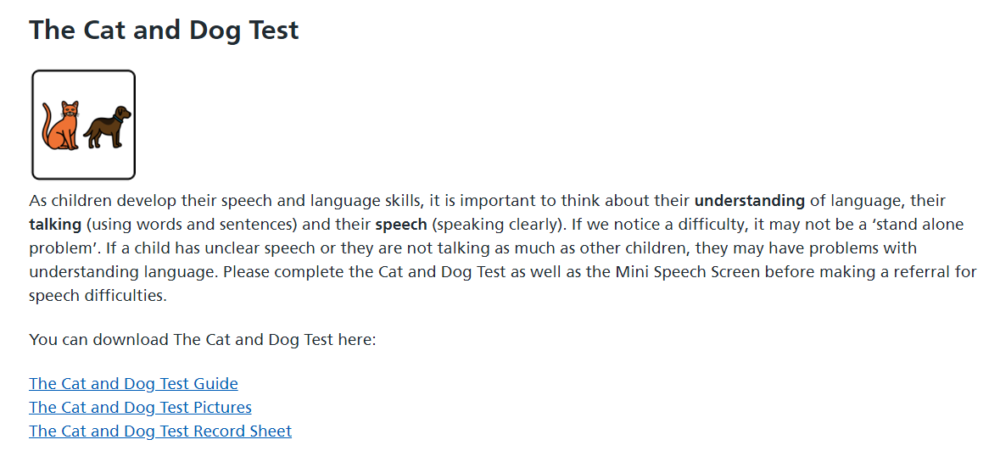 The Cat and Dog Test
As children develop their speech and language skills, it is important to think about their understanding of language, their
talking (using words and sentences) and their speech (speaking clearly). If we notice a difficulty, it may not be a ‘stand alone
problem’. If a child has unclear speech or they are not talking as much as other children, they may have problems with
understanding language. Please complete the Cat and Dog Test as well as the Mini Speech Screen before making a referral for
speech difficulties.
You can download The Cat and Dog Test here:
The Cat and Dog Test Guide
The Cat and Dog Test Pictures
The Cat and Dog Test Record Sheet